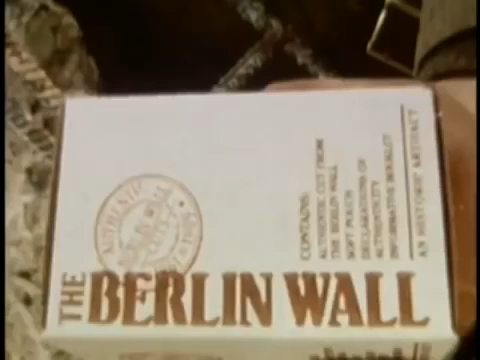 THE BERLIN WALL
AUTHENTIC
CONTAINS:
AUTHENTIC CUT FROM
THE BERLIN WALL
SOFT POUCH
DECLARATIONS OF
AUTHENTICITY
INFORMATIVE BOOKLET
AN HISTORIC ARTIFACT